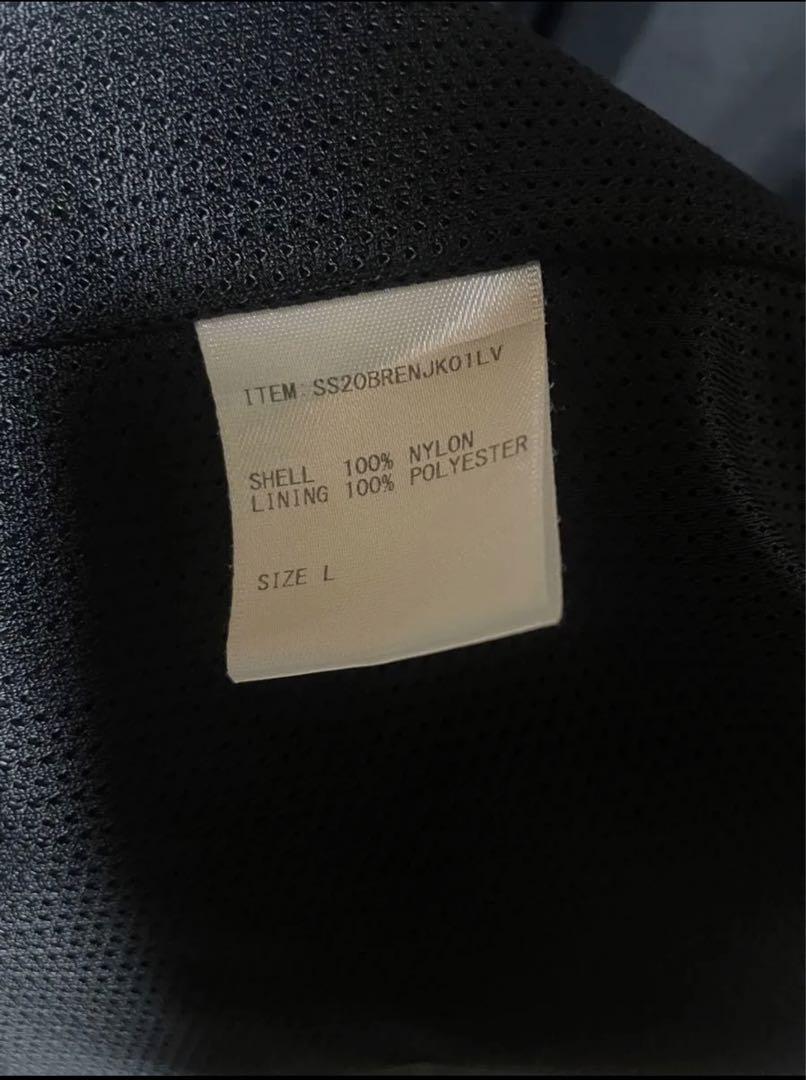 ITEM:SS20BRENJK01LV
SHELL 100% NYLON
LINING 100% POLYESTER
SIZE L